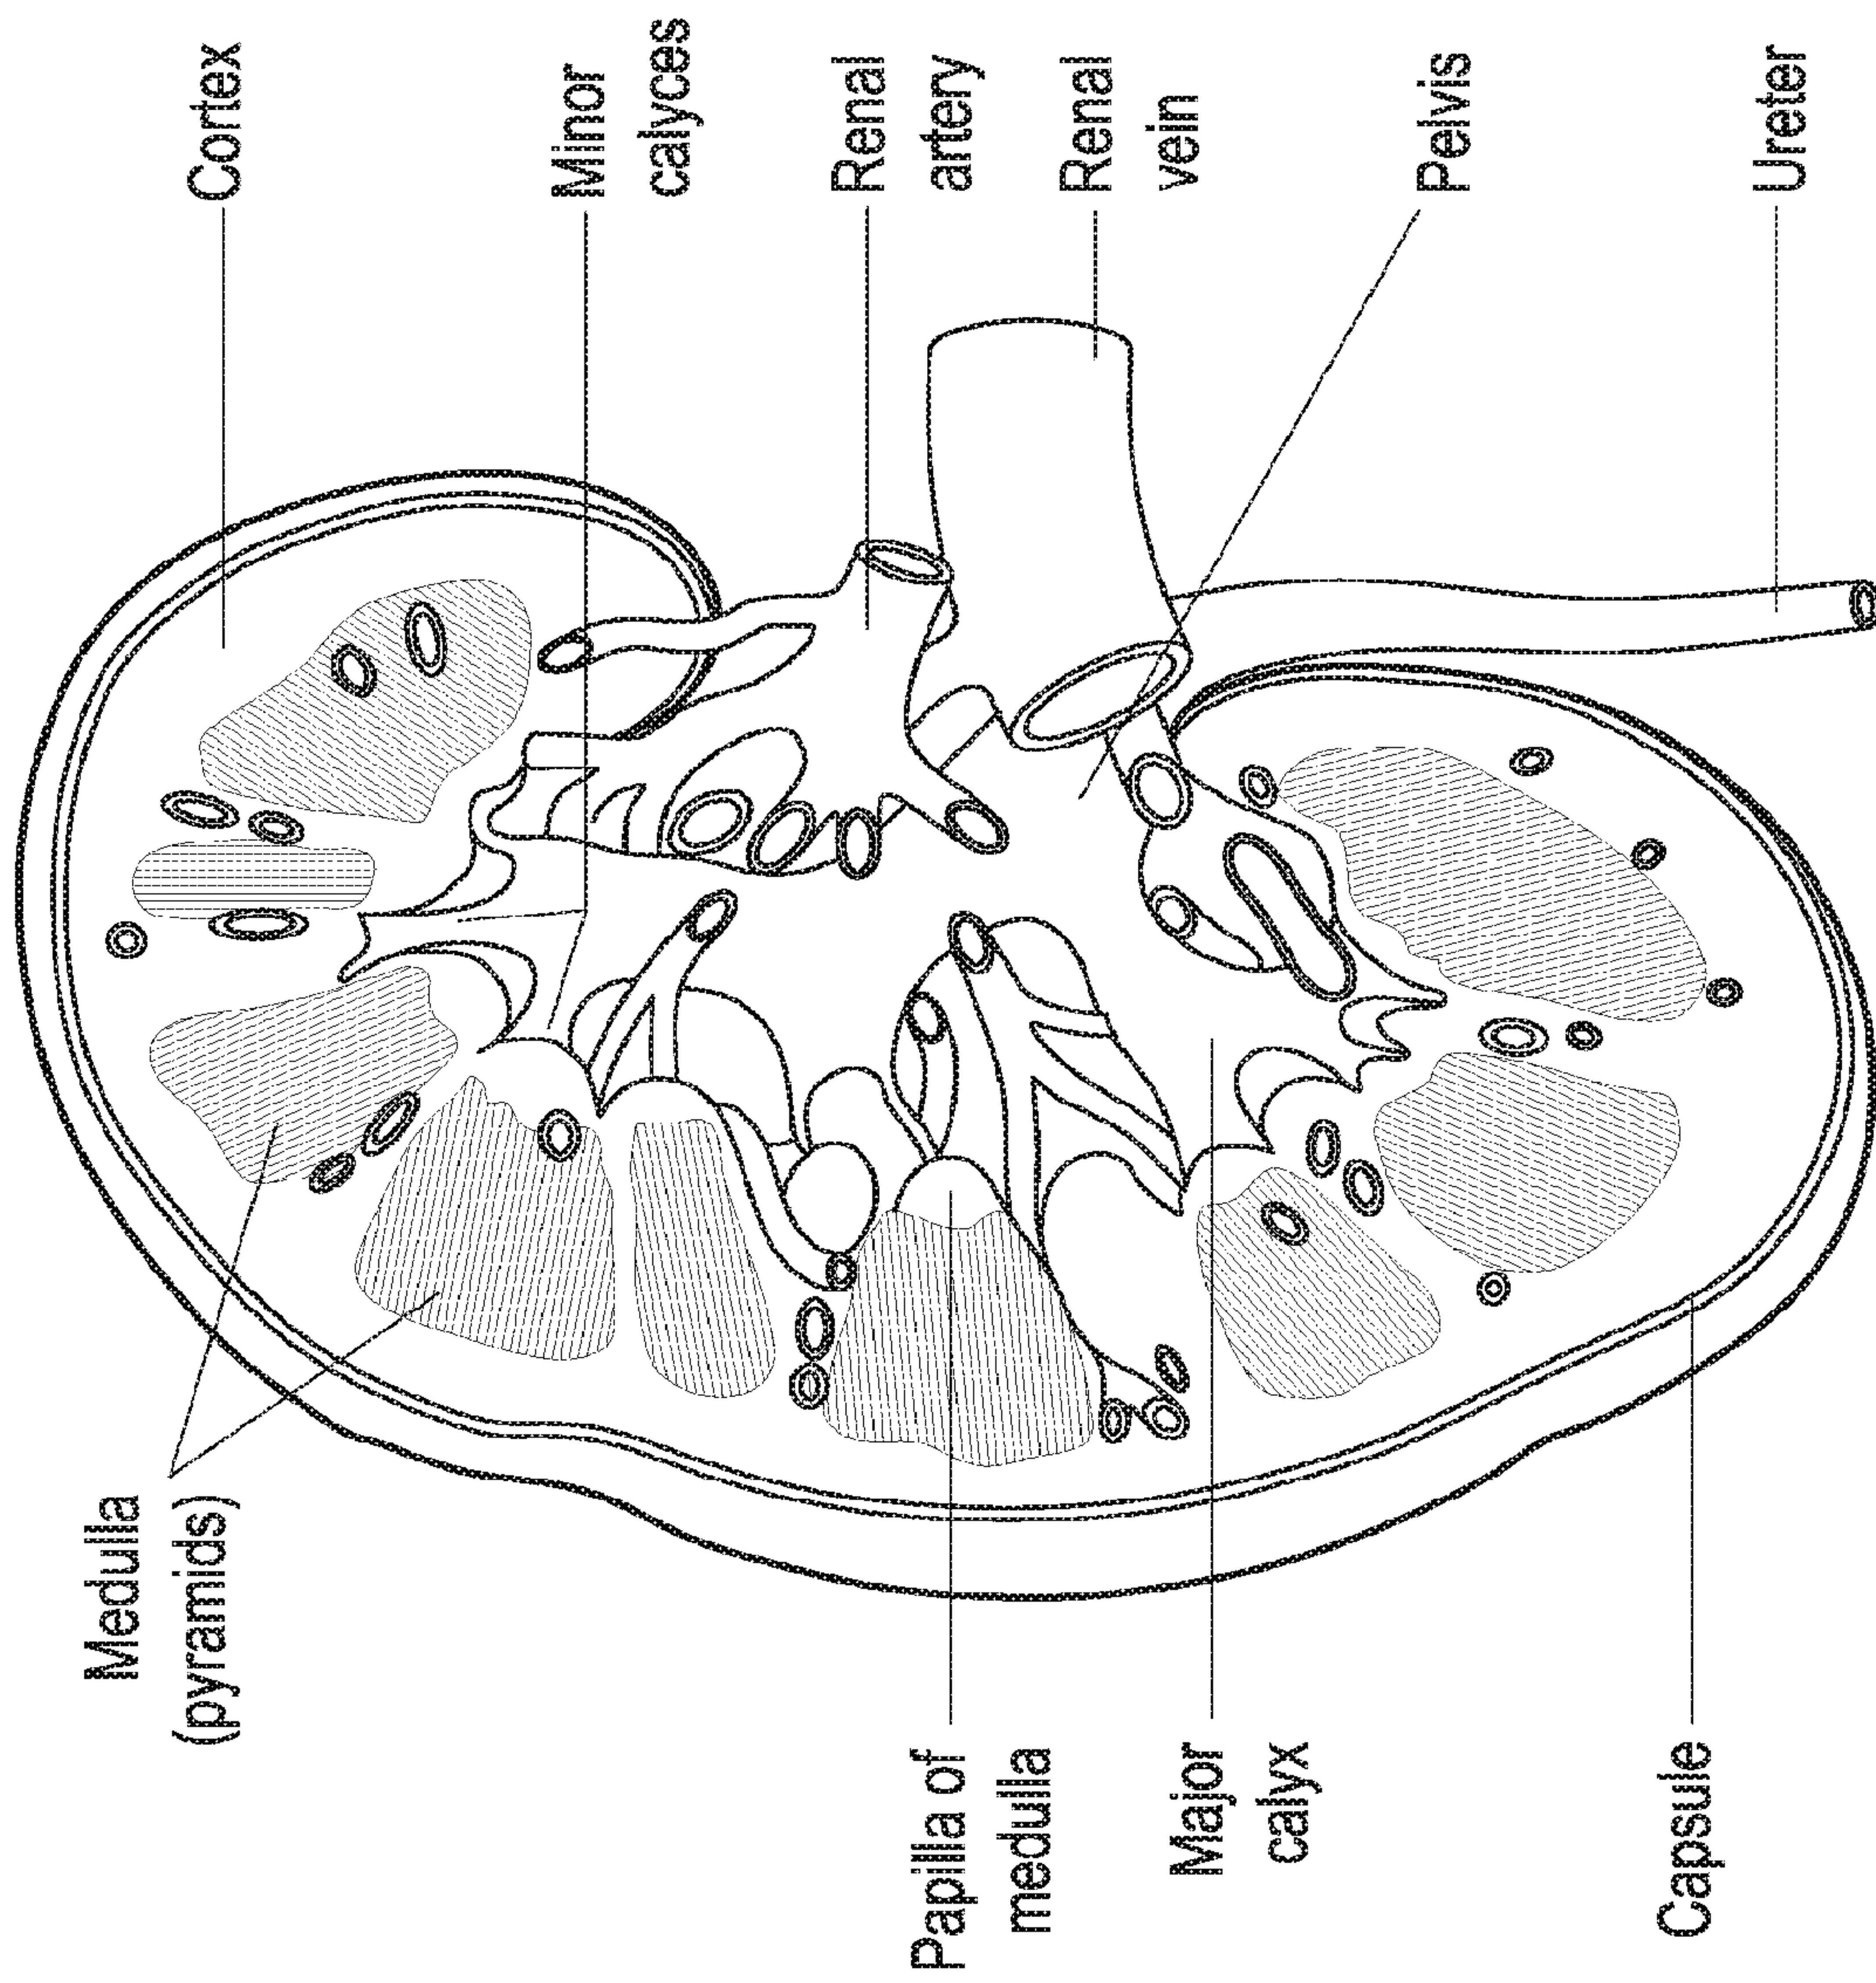 Medulla
(pyramids)
Papilla of
medulla
Major
calyx
Capsule
Cortex
Minor
calyces
Renal
artery
Renal
vein
Pelvis
Ureter